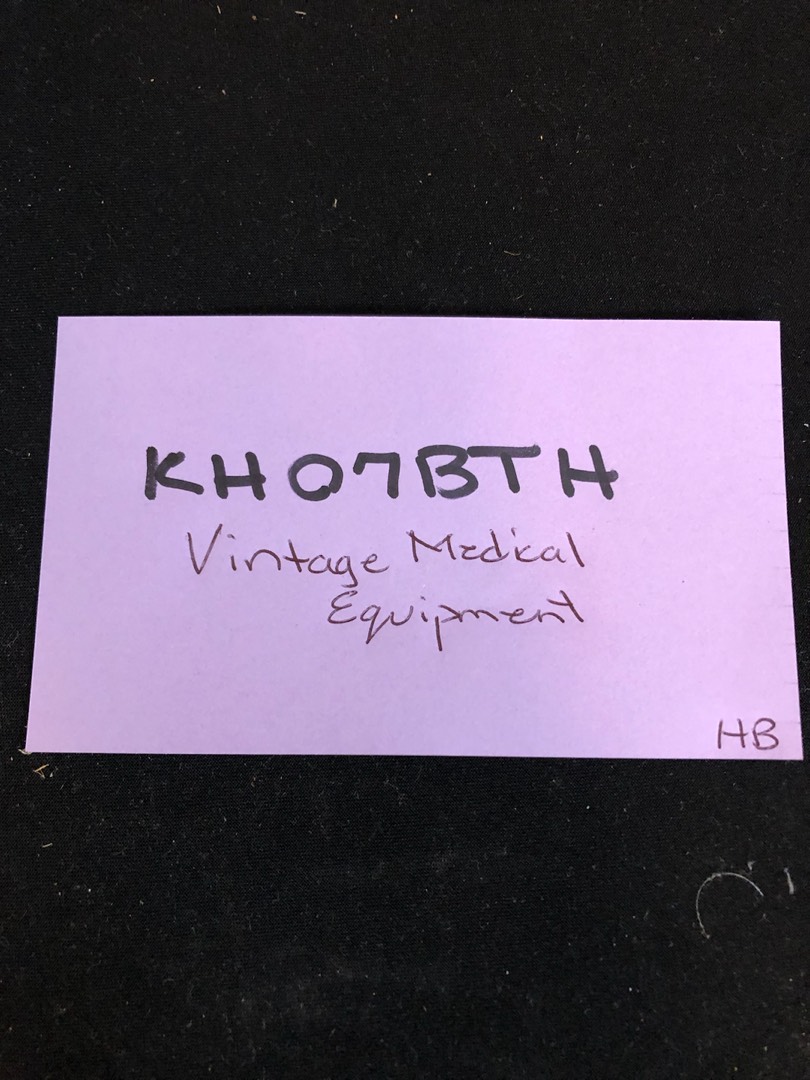 KH07BTH
Vintage Medical
Equipment
HB